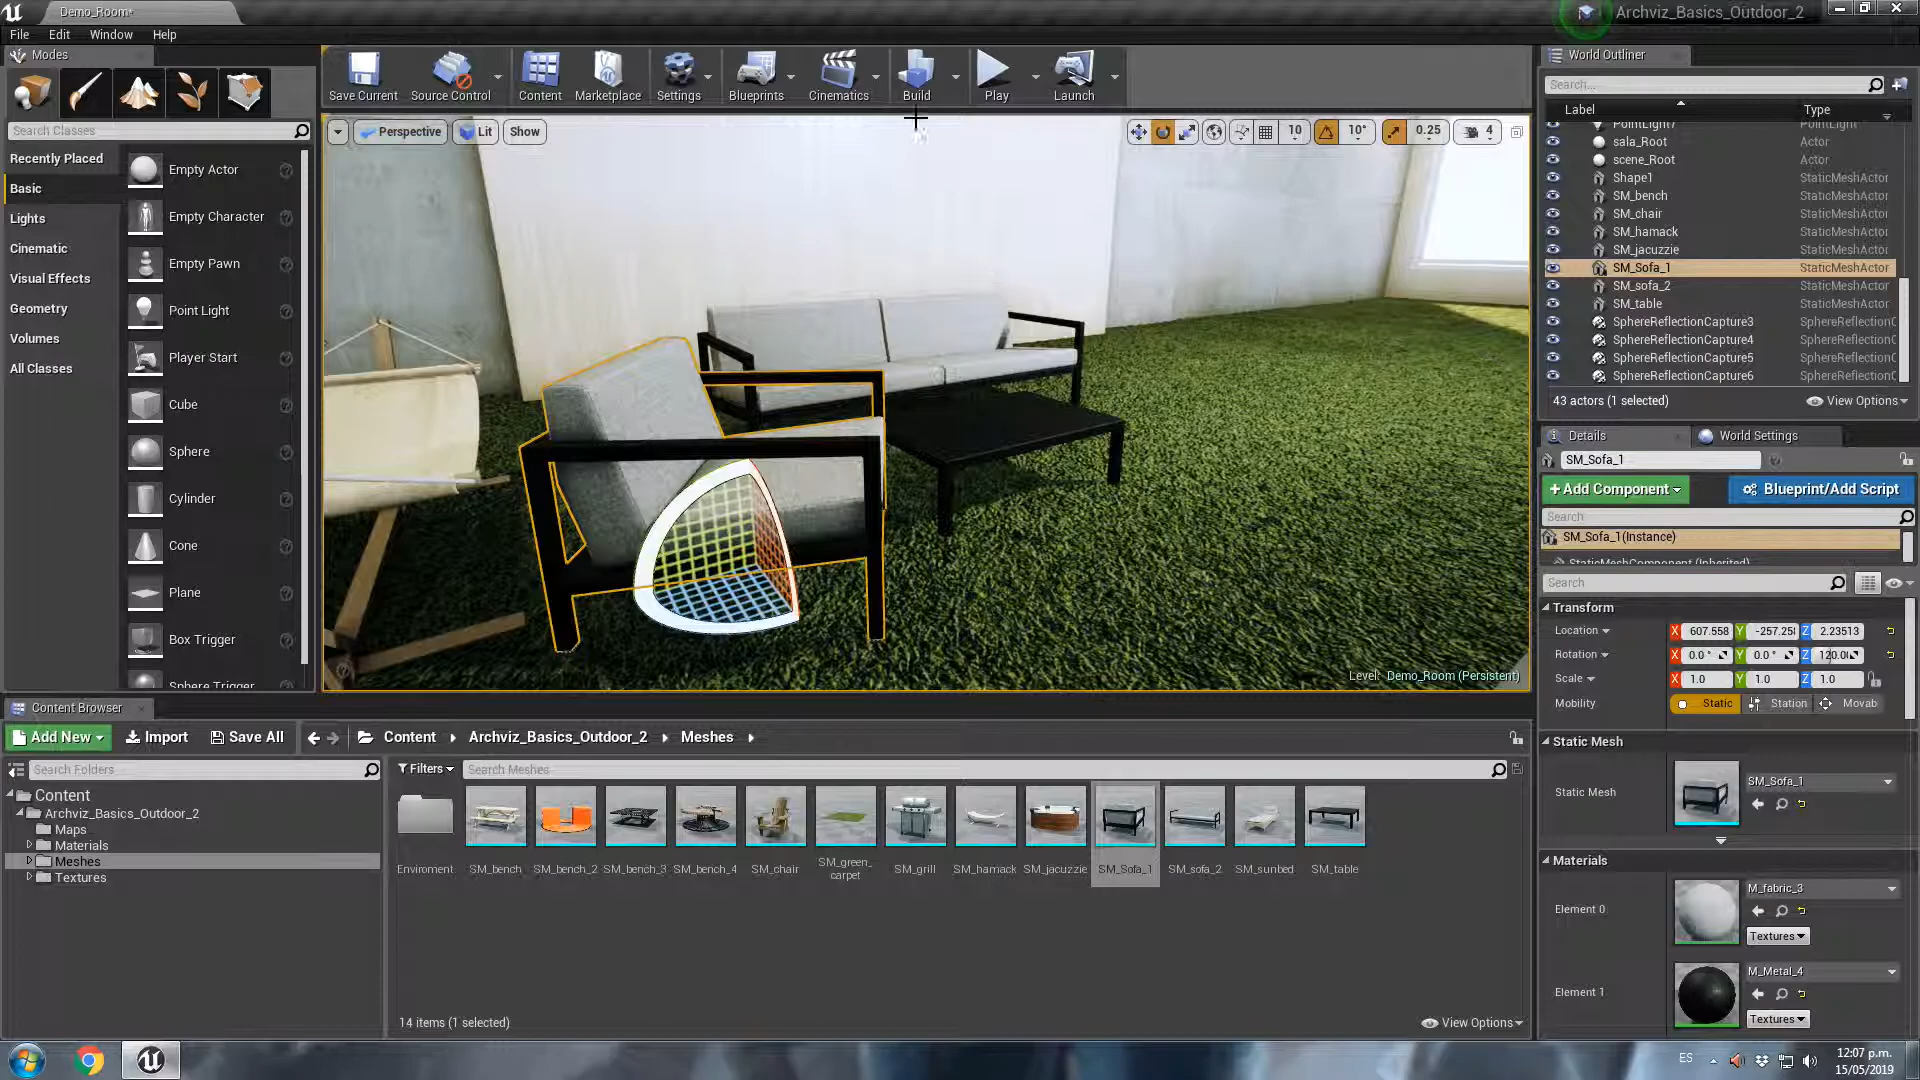 Demo_Room*
Archviz_Basics_Outdoor_2
File
Edit
Window
Help
Modes
Save Current
Source Control
Content
Marketplace
Settings
Blueprints
Cinematics
Build
Play
Launch
World Outliner
Search...
Label
Type
PointLight7
PointLight
sala_Root
Actor
scene_Root
Actor
Shape1
StaticMeshActor
SM_bench
StaticMeshActor
SM_chair
StaticMeshActor
SM_hamack
StaticMeshActor
SM_jacuzzie
StaticMeshActor
SM_Sofa_1
StaticMeshActor
SM_sofa_2
StaticMeshActor
SM_table
StaticMeshActor
SphereReflectionCapture3
SphereReflectionC
SphereReflectionCapture4
SphereReflectionC
SphereReflectionCapture5
SphereReflectionC
SphereReflectionCapture6
SphereReflectionC
43 actors (1 selected)
View Options
Search Classes
Recently Placed
Basic
Lights
Cinematic
Visual Effects
Geometry
Volumes
All Classes
Empty Actor
Empty Character
Empty Pawn
Point Light
Player Start
Cube
Sphere
Cylinder
Cone
Plane
Box Trigger
Sphere Trigger
Perspective
Lit
Show
10
10°
0.25
4
Level: Demo_Room (Persistent)
Details
World Settings
SM_Sofa_1
+Add Component
Blueprint/Add Script
Search
SM_Sofa_1(Instance)
StaticMeshComponent (Inherited)
Search
Transform
Location
X 607.558
Y -257.25
Z 2.23513
Rotation
X 0.0 °
Y 0.0 °
Z 120.0
Scale
X 1.0
Y 1.0
Z 1.0
Mobility
Static
Station
Movab
Static Mesh
Static Mesh
SM_Sofa_1
Materials
Element 0
M_fabric_3
Textures
Element 1
M_Metal_4
Textures
Content Browser
Add New
Import
Save All
Content
Archviz_Basics_Outdoor_2
Meshes
Search Folders
Filters
Search Meshes
Content
Archviz_Basics_Outdoor_2
Maps
Materials
Meshes
Textures
Enviroment
SM_bench
SM_bench_2
SM_bench_3
SM_bench_4
SM_chair
SM_green_
carpet
SM_grill
SM_hamack
SM_jacuzzie
SM_Sofa_1
SM_sofa_2
SM_sunbed
SM_table
14 items (1 selected)
View Options
ES
12:07 p.m.
15/05/2019